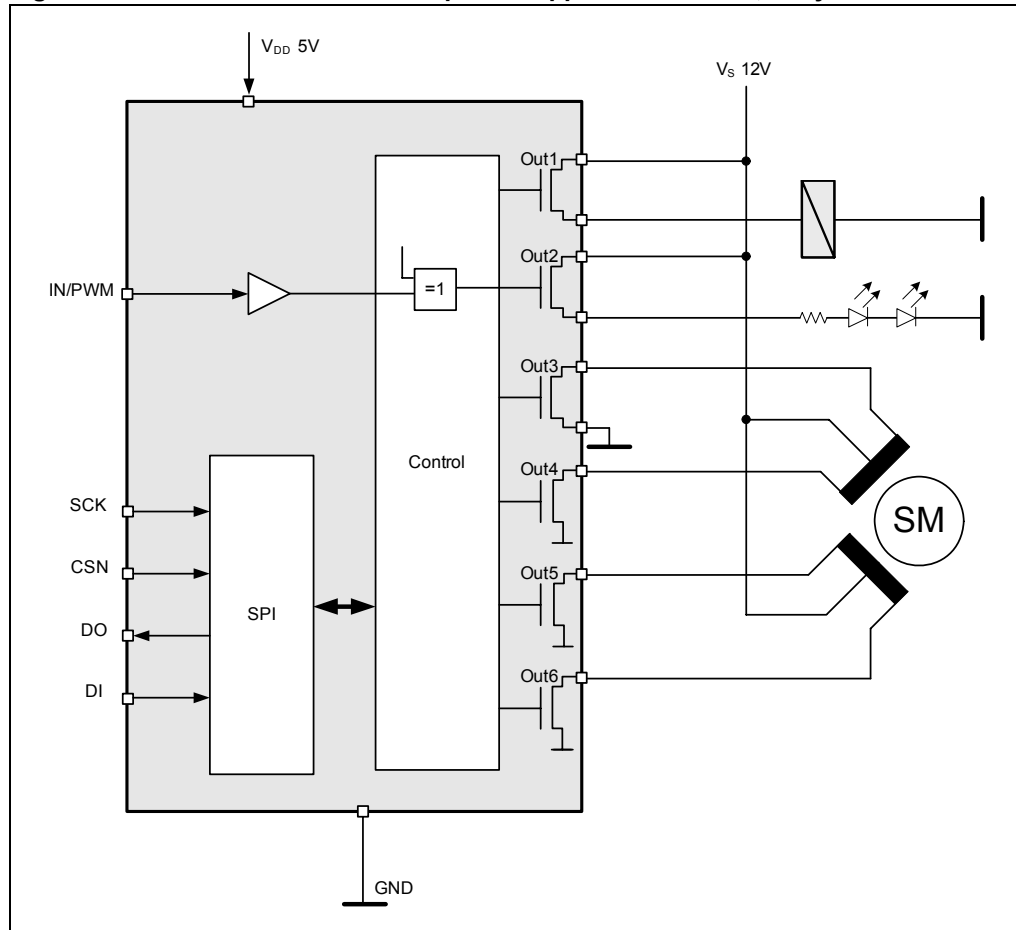 V_DD 5V
V_S 12V
Out1
Out2
IN/PWM
=1
Out3
Control
Out4
SM
SCK
CSN
Out5
SPI
DO
Out6
DI
GND